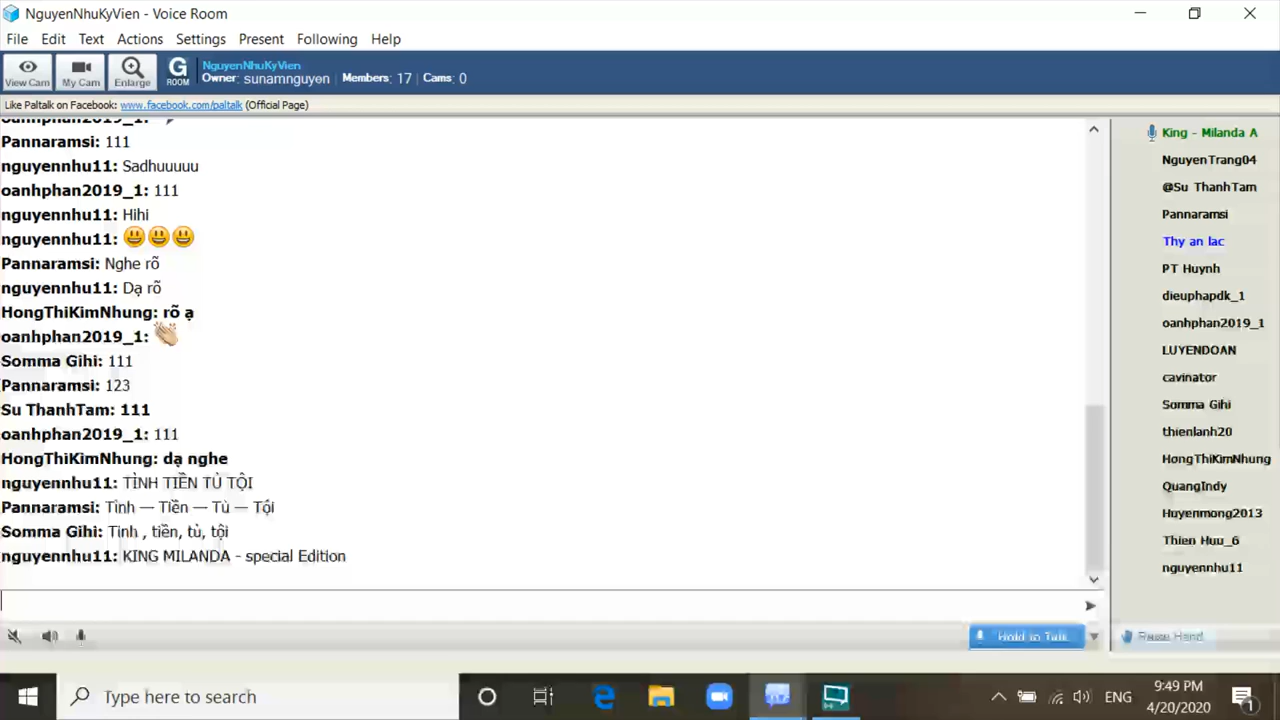 NguyenNhuKyVien - Voice Room
File Edit Text Actions Settings Present Following Help
View Cam My Cam Enlarge G ROOM NguyenNhuKyVien
Owner: sunamnguyen Members: 17 Cams: 0
Like Paltalk on Facebook: www.facebook.com/paltalk (Official Page)
oanhphan2019_1:
Pannaramsi: 111
nguyennhu11: Sadhuuuuu
oanhphan2019_1: 111
nguyennhu11: Hihi
nguyennhu11: 😃😃😃
Pannaramsi: Nghe rõ
nguyennhu11: Dạ rõ
HongThiKimNhung: rõ ạ
oanhphan2019_1: 👏
Somma Gihi: 111
Pannaramsi: 123
Su ThanhTam: 111
oanhphan2019_1: 111
HongThiKimNhung: dạ nghe
nguyennhu11: TÌNH TIỀN TÙ TỘI
Pannaramsi: Tình — Tiền — Tù — Tội
Somma Gihi: Tình , tiền, tù, tội
nguyennhu11: KING MILANDA - special Edition
King - Milanda A
NguyenTrang04
@Su ThanhTam
Pannaramsi
Thy an lac
PT Huynh
dieuphapdk_1
oanhphan2019_1
LUYENDOAN
cavinator
Somma Gihi
thienlanh20
HongThiKimNhung
QuangIndy
Huyenmong2013
Thien Huu_6
nguyennhu11
Hold to Talk
Raise Hand
Type here to search
ENG
9:49 PM
4/20/2020
1